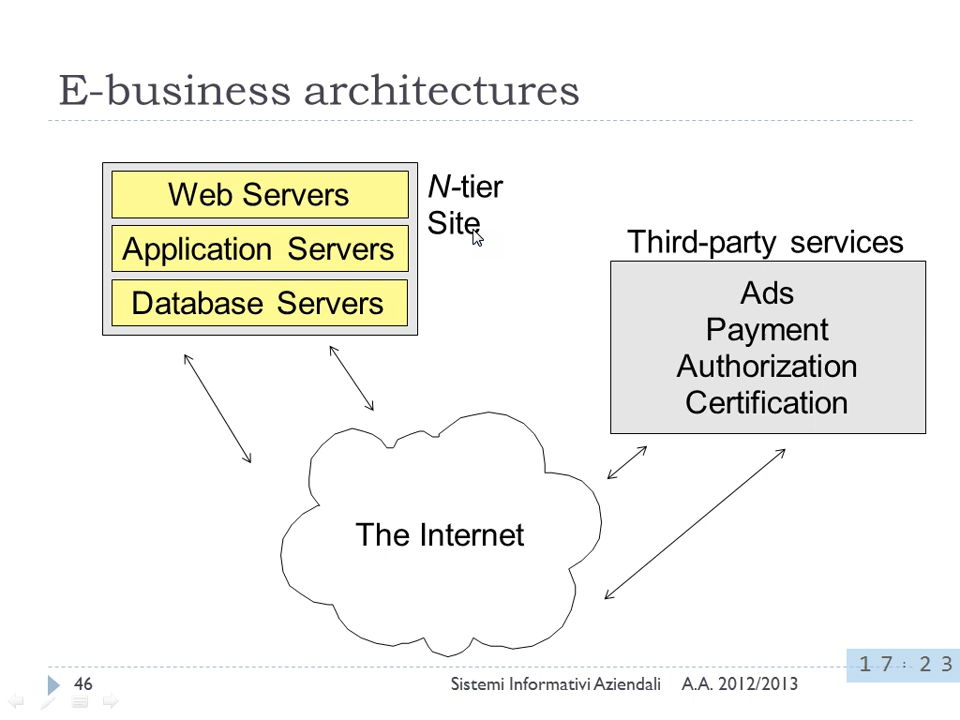 E-business architectures
Web Servers
Application Servers
Database Servers
N-tier
Site
Third-party services
Ads
Payment
Authorization
Certification
The Internet
46
Sistemi Informativi Aziendali A.A. 2012/2013
17:23